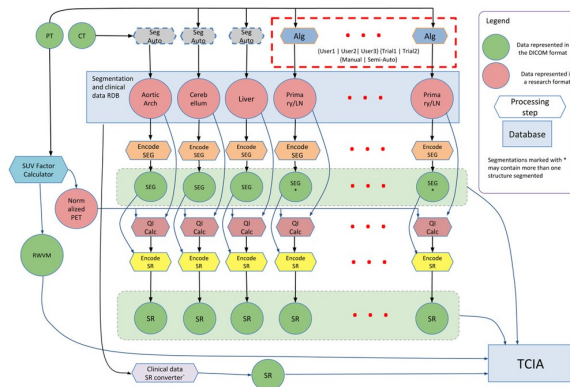 PT
CT
Seg
Auto
Seg
Auto
Seg
Auto
Alg
Alg
(User1 | User2 | User3) (Trial1 | Trial2)
(Manual | Semi-Auto)
Segmentation
and clinical
data RDB
Aortic
Arch
Cereb
ellum
Liver
Prima
ry/LN
Prima
ry/LN
Encode
SEG
Encode
SEG
Encode
SEG
Encode
SEG
Encode
SEG
SUV Factor
Calculator
SEG
SEG
SEG
SEG
*
SEG
*
Norm
alized
PET
QI
Calc
QI
Calc
QI
Calc
QI
Calc
QI
Calc
RWVM
Encode
SR
Encode
SR
Encode
SR
Encode
SR
Encode
SR
SR
SR
SR
SR
SR
Clinical data
SR converter
SR
TCIA
Legend
Data represented in
the DICOM format
Data represented i
a research format
Processing
step
Database
Segmentations marked with *
may contain more than one
structure segmented